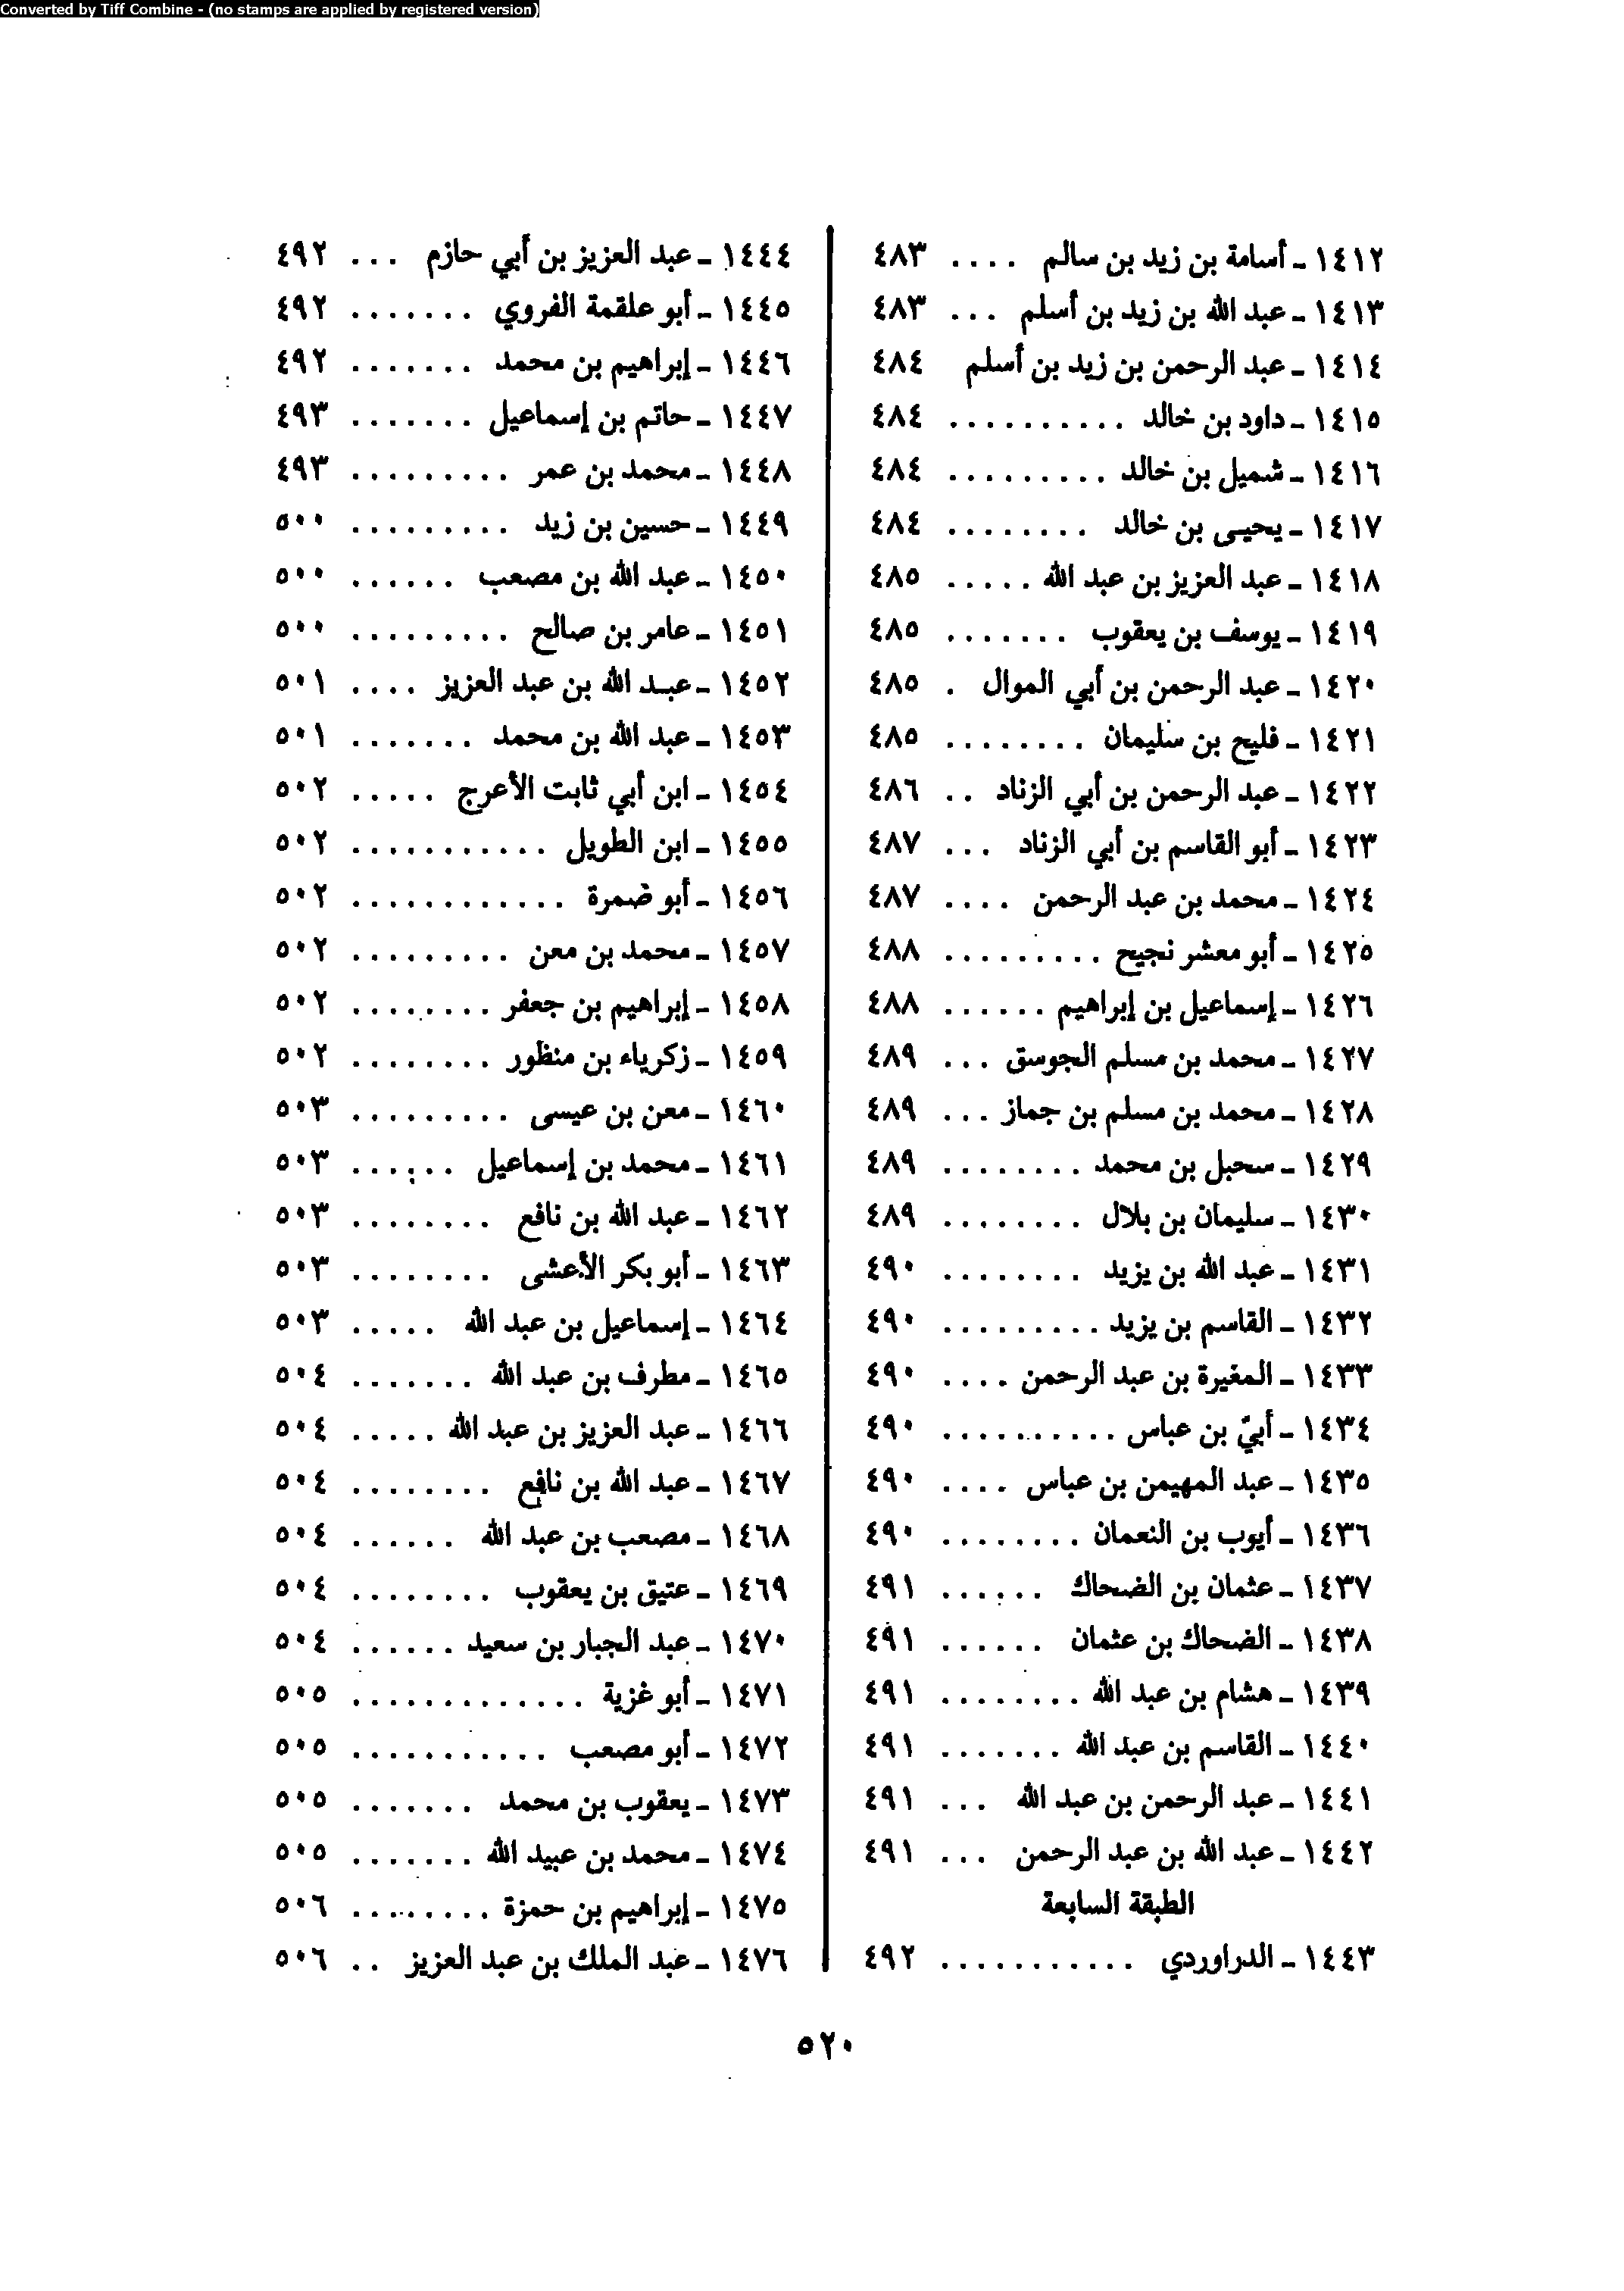 Converted by Tiff Combine - (no stamps are applied by registered version)
١٤١٢ - أسامة بن زيد بن سالم .... ٤٨٣
١٤١٣ - عبد الله بن زيد بن أسلم ... ٤٨٣
١٤١٤ - عبد الرحمن بن زيد بن أسلم ٤٨٤
١٤١٥ - داود بن خالد .......... ٤٨٤
١٤١٦ - شميل بن خالد ......... ٤٨٤
١٤١٧ - يحيى بن خالد ........ ٤٨٤
١٤١٨ - عبد العزيز بن عبد الله ..... ٤٨٥
١٤١٩ - يوسف بن يعقوب ....... ٤٨٥
١٤٢٠ - عبد الرحمن بن أبي الموال . ٤٨٥
١٤٢١ - فليح بن سليمان ........ ٤٨٥
١٤٢٢ - عبد الرحمن بن أبي الزناد .. ٤٨٦
١٤٢٣ - أبو القاسم بن أبي الزناد ... ٤٨٧
١٤٢٤ - محمد بن عبد الرحمن .... ٤٨٧
١٤٢٥ - أبو معشر نجيح ......... ٤٨٨
١٤٢٦ - إسماعيل بن إبراهيم ...... ٤٨٨
١٤٢٧ - محمد بن مسلم الجوسق ... ٤٨٩
١٤٢٨ - محمد بن مسلم بن جماز ... ٤٨٩
١٤٢٩ - سحبل بن محمد ........ ٤٨٩
١٤٣٠ - سليمان بن بلال ........ ٤٨٩
١٤٣١ - عبد الله بن يزيد ........ ٤٩٠
١٤٣٢ - القاسم بن يزيد ......... ٤٩٠
١٤٣٣ - المغيرة بن عبد الرحمن .... ٤٩٠
١٤٣٤ - أبيّ بن عباس .......... ٤٩٠
١٤٣٥ - عبد المهيمن بن عباس .... ٤٩٠
١٤٣٦ - أيوب بن النعمان ........ ٤٩٠
١٤٣٧ - عثمان بن الضحاك ...... ٤٩١
١٤٣٨ - الضحاك بن عثمان ...... ٤٩١
١٤٣٩ - هشام بن عبد الله ........ ٤٩١
١٤٤٠ - القاسم بن عبد الله ....... ٤٩١
١٤٤١ - عبد الرحمن بن عبد الله ... ٤٩١
١٤٤٢ - عبد الله بن عبد الرحمن ... ٤٩١
الطبقة السابعة
١٤٤٣ - الدراوردي ........... ٤٩٢
١٤٤٤ - عبد العزيز بن أبي حازم ... ٤٩٢
١٤٤٥ - أبو علقمة الفروي ....... ٤٩٢
١٤٤٦ - إبراهيم بن محمد ....... ٤٩٢
١٤٤٧ - حاتم بن إسماعيل ....... ٤٩٣
١٤٤٨ - محمد بن عمر ......... ٤٩٣
١٤٤٩ - حسين بن زيد ......... ٥٠٠
١٤٥٠ - عبد الله بن مصعب ...... ٥٠٠
١٤٥١ - عامر بن صالح ......... ٥٠٠
١٤٥٢ - عبد الله بن عبد العزيز .... ٥٠١
١٤٥٣ - عبد الله بن محمد ....... ٥٠١
١٤٥٤ - ابن أبي ثابت الأعرج ..... ٥٠٢
١٤٥٥ - ابن الطويل ........... ٥٠٢
١٤٥٦ - أبو ضمرة ............ ٥٠٢
١٤٥٧ - محمد بن معن ......... ٥٠٢
١٤٥٨ - إبراهيم بن جعفر ........ ٥٠٢
١٤٥٩ - زكرياء بن منظور ........ ٥٠٢
١٤٦٠ - معن بن عيسى ......... ٥٠٣
١٤٦١ - محمد بن إسماعيل ...... ٥٠٣
١٤٦٢ - عبد الله بن نافع ........ ٥٠٣
١٤٦٣ - أبو بكر الأعشى ........ ٥٠٣
١٤٦٤ - إسماعيل بن عبد الله ..... ٥٠٣
١٤٦٥ - مطرف بن عبد الله ....... ٥٠٤
١٤٦٦ - عبد العزيز بن عبد الله ..... ٥٠٤
١٤٦٧ - عبد الله بن نافع ........ ٥٠٤
١٤٦٨ - مصعب بن عبد الله ...... ٥٠٤
١٤٦٩ - عتيق بن يعقوب ........ ٥٠٤
١٤٧٠ - عبد الجبار بن سعيد ...... ٥٠٤
١٤٧١ - أبو غزية ............. ٥٠٥
١٤٧٢ - أبو مصعب ........... ٥٠٥
١٤٧٣ - يعقوب بن محمد ....... ٥٠٥
١٤٧٤ - محمد بن عبيد الله ....... ٥٠٥
١٤٧٥ - إبراهيم بن حمزة ........ ٥٠٦
١٤٧٦ - عبد الملك بن عبد العزيز .. ٥٠٦
٥٢٠